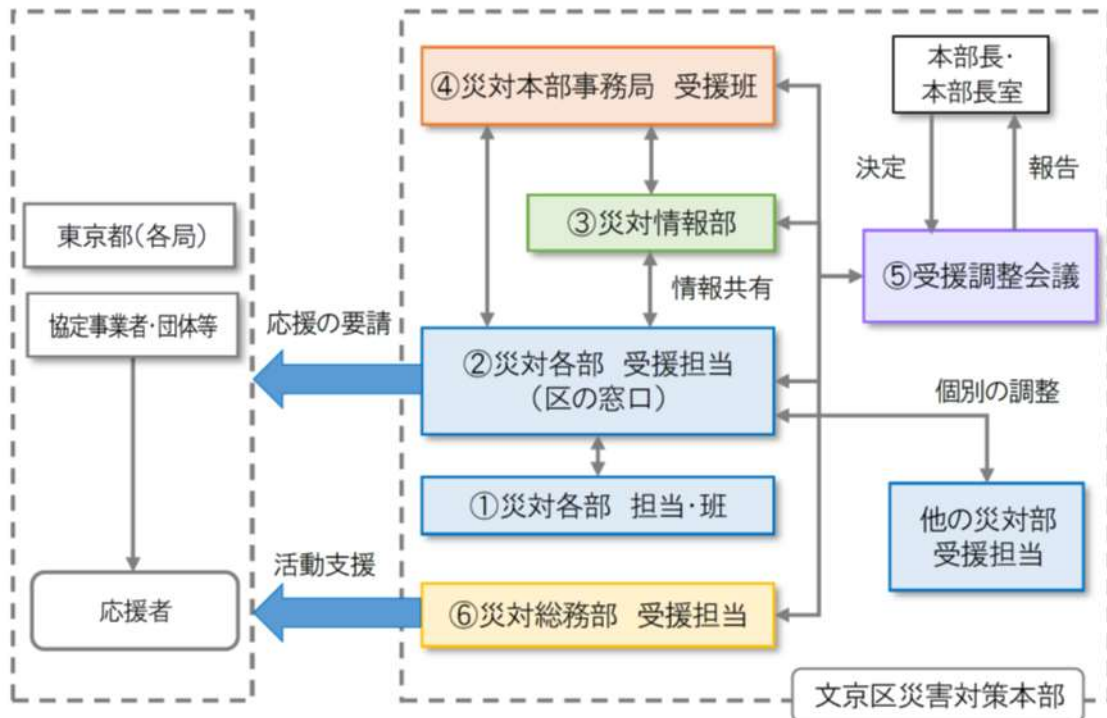 東京都(各局)
協定事業者・団体等
応援者
応援の要請
活動支援
④災対本部事務局 受援班
③災対情報部
情報共有
②災対各部 受援担当
(区の窓口)
①災対各部 担当・班
⑥災対総務部 受援担当
本部長・
本部長室
決定
報告
⑤受援調整会議
個別の調整
他の災対部
受援担当
文京区災害対策本部